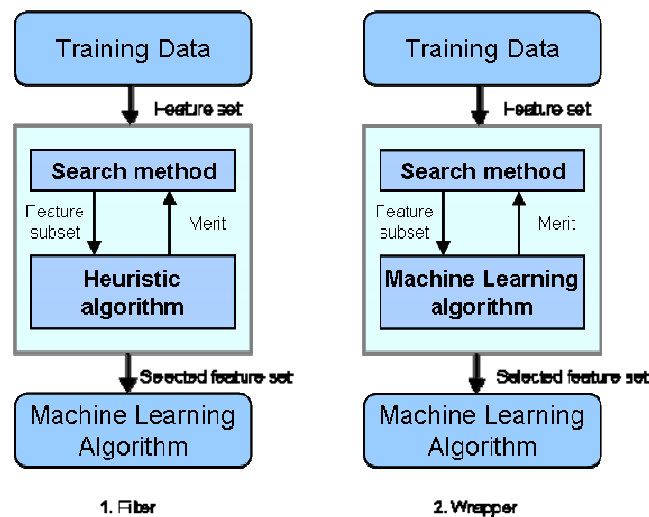 Training Data
Feature set
Search method
Feature
subset
Merit
Heuristic
algorithm
Selected feature set
Machine Learning
Algorithm
1. Filter
Training Data
Feature set
Search method
Feature
subset
Merit
Machine Learning
algorithm
Selected feature set
Machine Learning
Algorithm
2. Wrapper